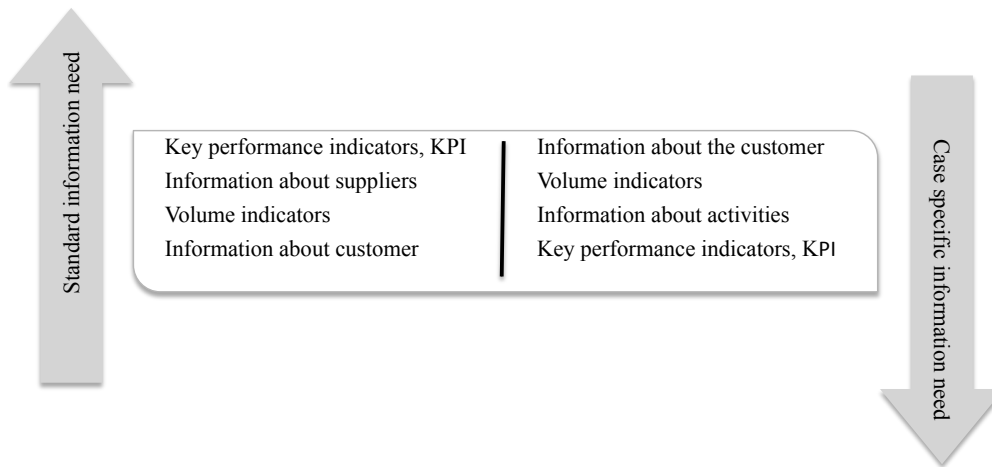 Standard information need
Key performance indicators, KPI
Information about suppliers
Volume indicators
Information about customer
Information about the customer
Volume indicators
Information about activities
Key performance indicators, KPI
Case specific information need